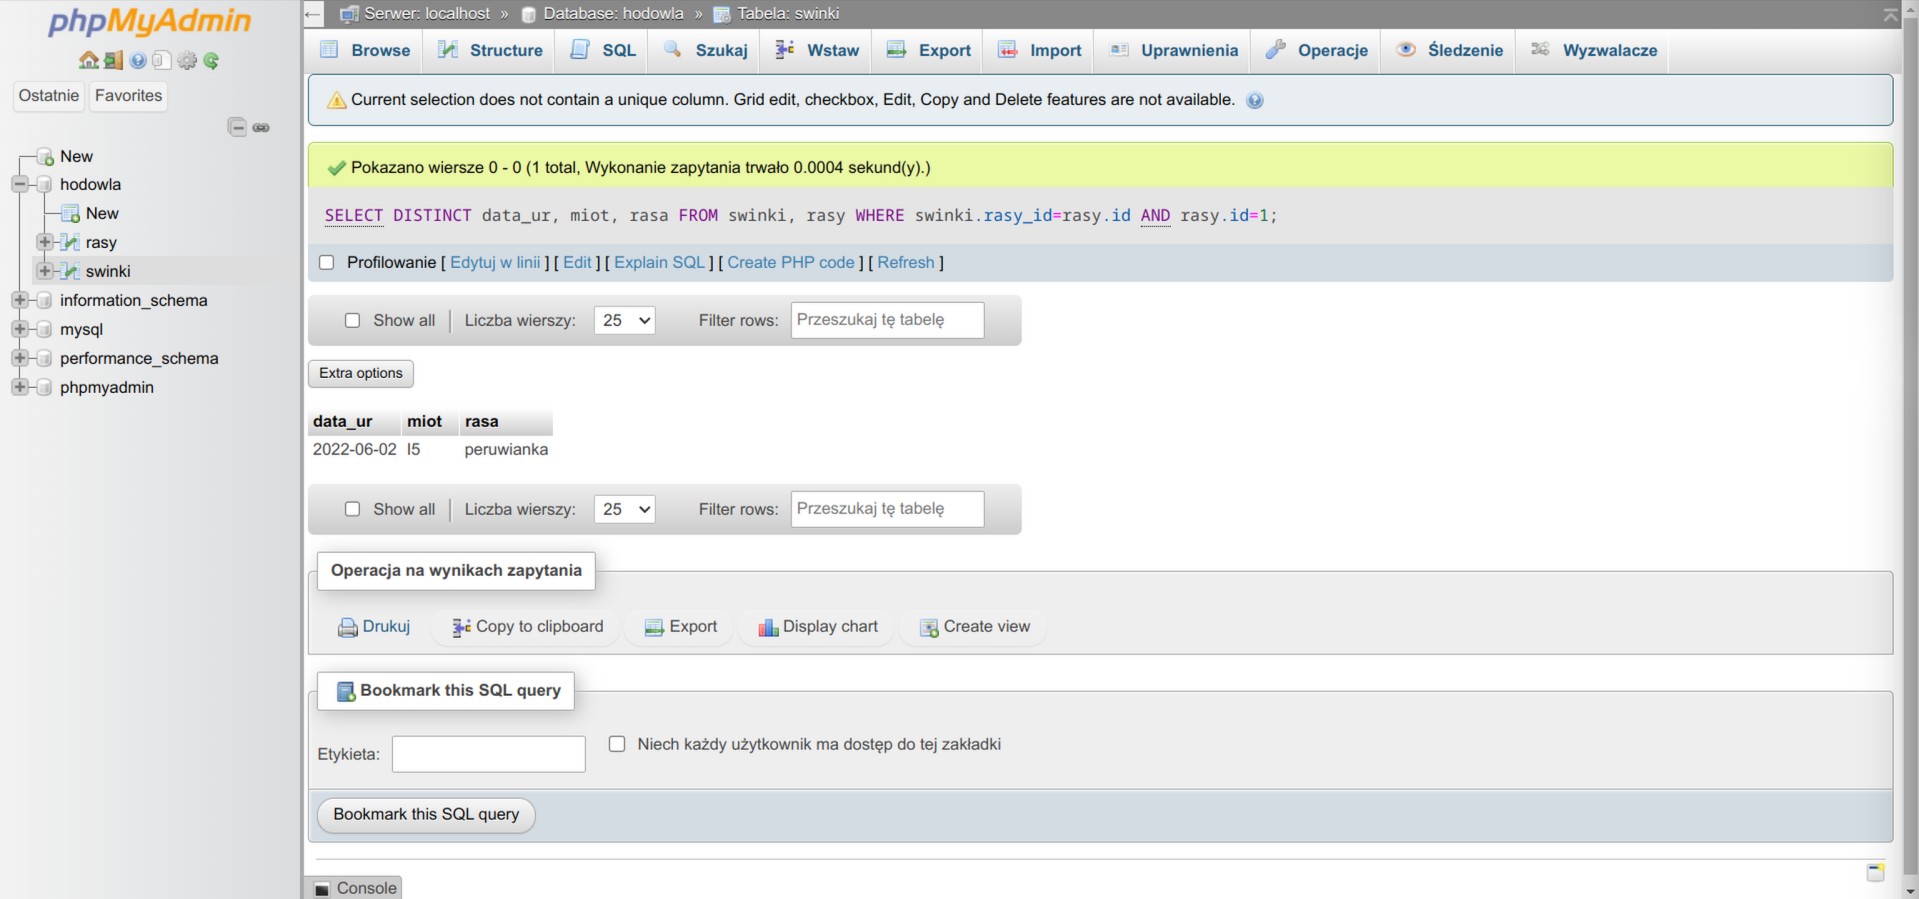 phpMyAdmin
Ostatnie Favorites
New
hodowla
New
rasy
swinki
information_schema
mysql
performance_schema
phpmyadmin
Serwer: localhost » Database: hodowla » Tabela: swinki
Browse Structure SQL Szukaj Wstaw Export Import Uprawnienia Operacje Śledzenie Wyzwalacze
Current selection does not contain a unique column. Grid edit, checkbox, Edit, Copy and Delete features are not available.
Pokazano wiersze 0 - 0 (1 total, Wykonanie zapytania trwało 0.0004 sekund(y).)
SELECT DISTINCT data_ur, miot, rasa FROM swinki, rasy WHERE swinki.rasy_id=rasy.id AND rasy.id=1;
Profilowanie [ Edytuj w linii ] [ Edit ] [ Explain SQL ] [ Create PHP code ] [ Refresh ]
Show all | Liczba wierszy: 25 Filter rows: Przeszukaj tę tabelę
Extra options
data_ur miot rasa
2022-06-02 I5 peruwianka
Show all | Liczba wierszy: 25 Filter rows: Przeszukaj tę tabelę
Operacja na wynikach zapytania
Drukuj Copy to clipboard Export Display chart Create view
Bookmark this SQL query
Etykieta: Niech każdy użytkownik ma dostęp do tej zakładki
Bookmark this SQL query
Console